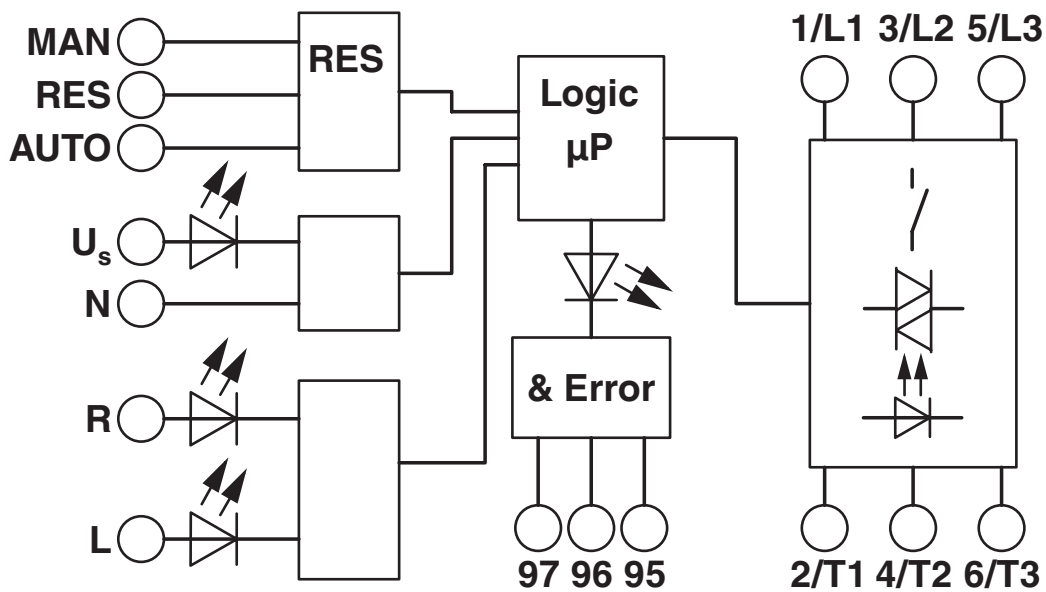 MAN
RES
AUTO
RES
Us
N
R
L
Logic
µP
& Error
97 96 95
1/L1 3/L2 5/L3
2/T1 4/T2 6/T3